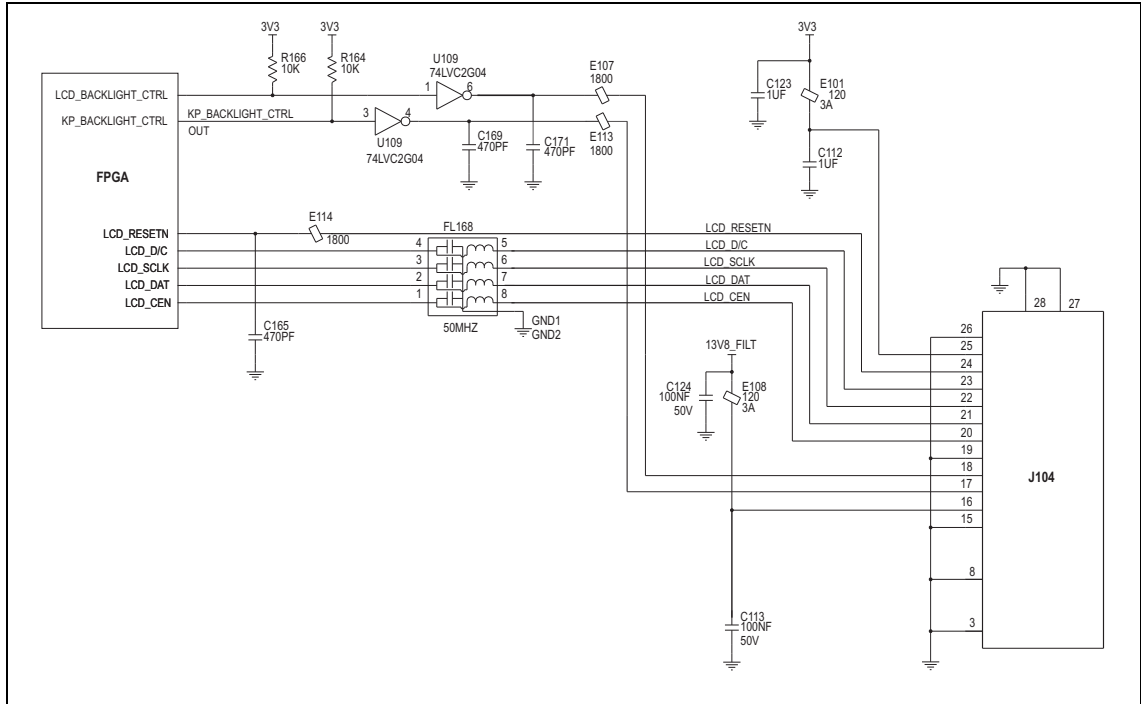 3V3
3V3
3V3
R166
10K
R164
10K
U109
74LVC2G04
1
6
E107
1800
LCD_BACKLIGHT_CTRL
KP_BACKLIGHT_CTRL
KP_BACKLIGHT_CTRL
OUT
3
4
U109
74LVC2G04
C169
470PF
C171
470PF
E113
1800
C123
1UF
E101
120
3A
C112
1UF
FPGA
LCD_RESETN
LCD_D/C
LCD_SCLK
LCD_DAT
LCD_CEN
E114
1800
C165
470PF
FL168
4
3
2
1
5
6
7
8
50MHZ
GND1
GND2
LCD_RESETN
LCD_D/C
LCD_SCLK
LCD_DAT
LCD_CEN
13V8_FILT
C124
100NF
50V
E108
120
3A
C113
100NF
50V
28
27
26
25
24
23
22
21
20
19
18
17
16
15
8
3
J104